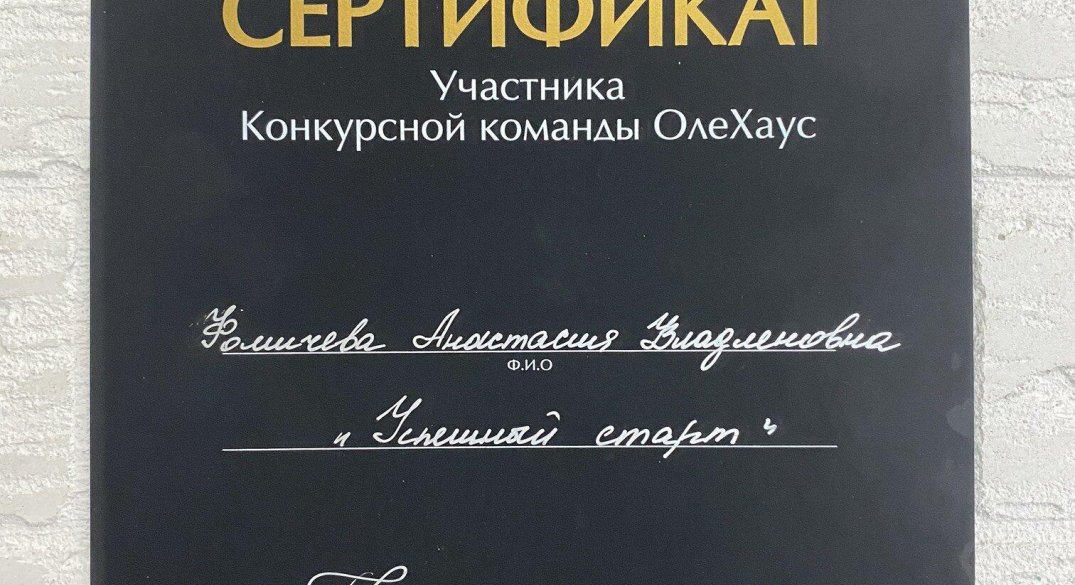 СЕРТИФИКАТ
Участника
Конкурсной команды ОлеХаус
Фомичева Анастасия Владленовна
Ф.И.О
"Успешный старт"